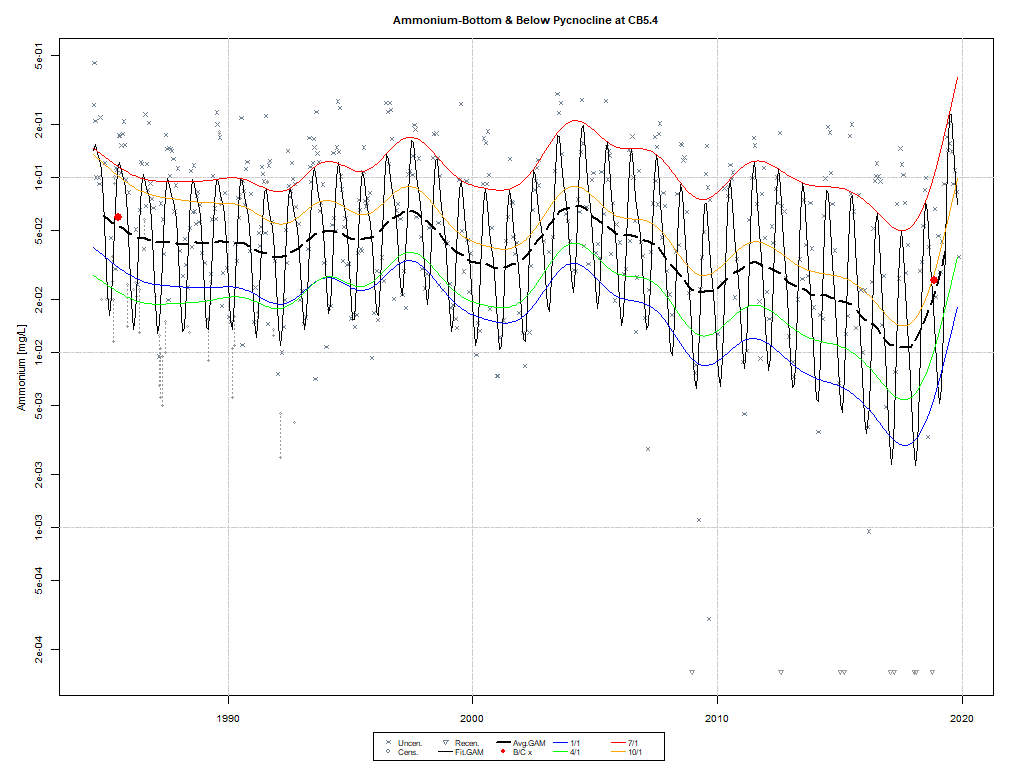 Ammonium-Bottom & Below Pycnocline at CB5.4
Ammonium [mg/L]
5e-01
2e-01
1e-01
5e-02
2e-02
1e-02
5e-03
2e-03
1e-03
5e-04
2e-04
1990 2000 2010 2020
Uncen. Recen. Avg.GAM 1/1 7/1
Cens. Fit.GAM B/C x 4/1 10/1